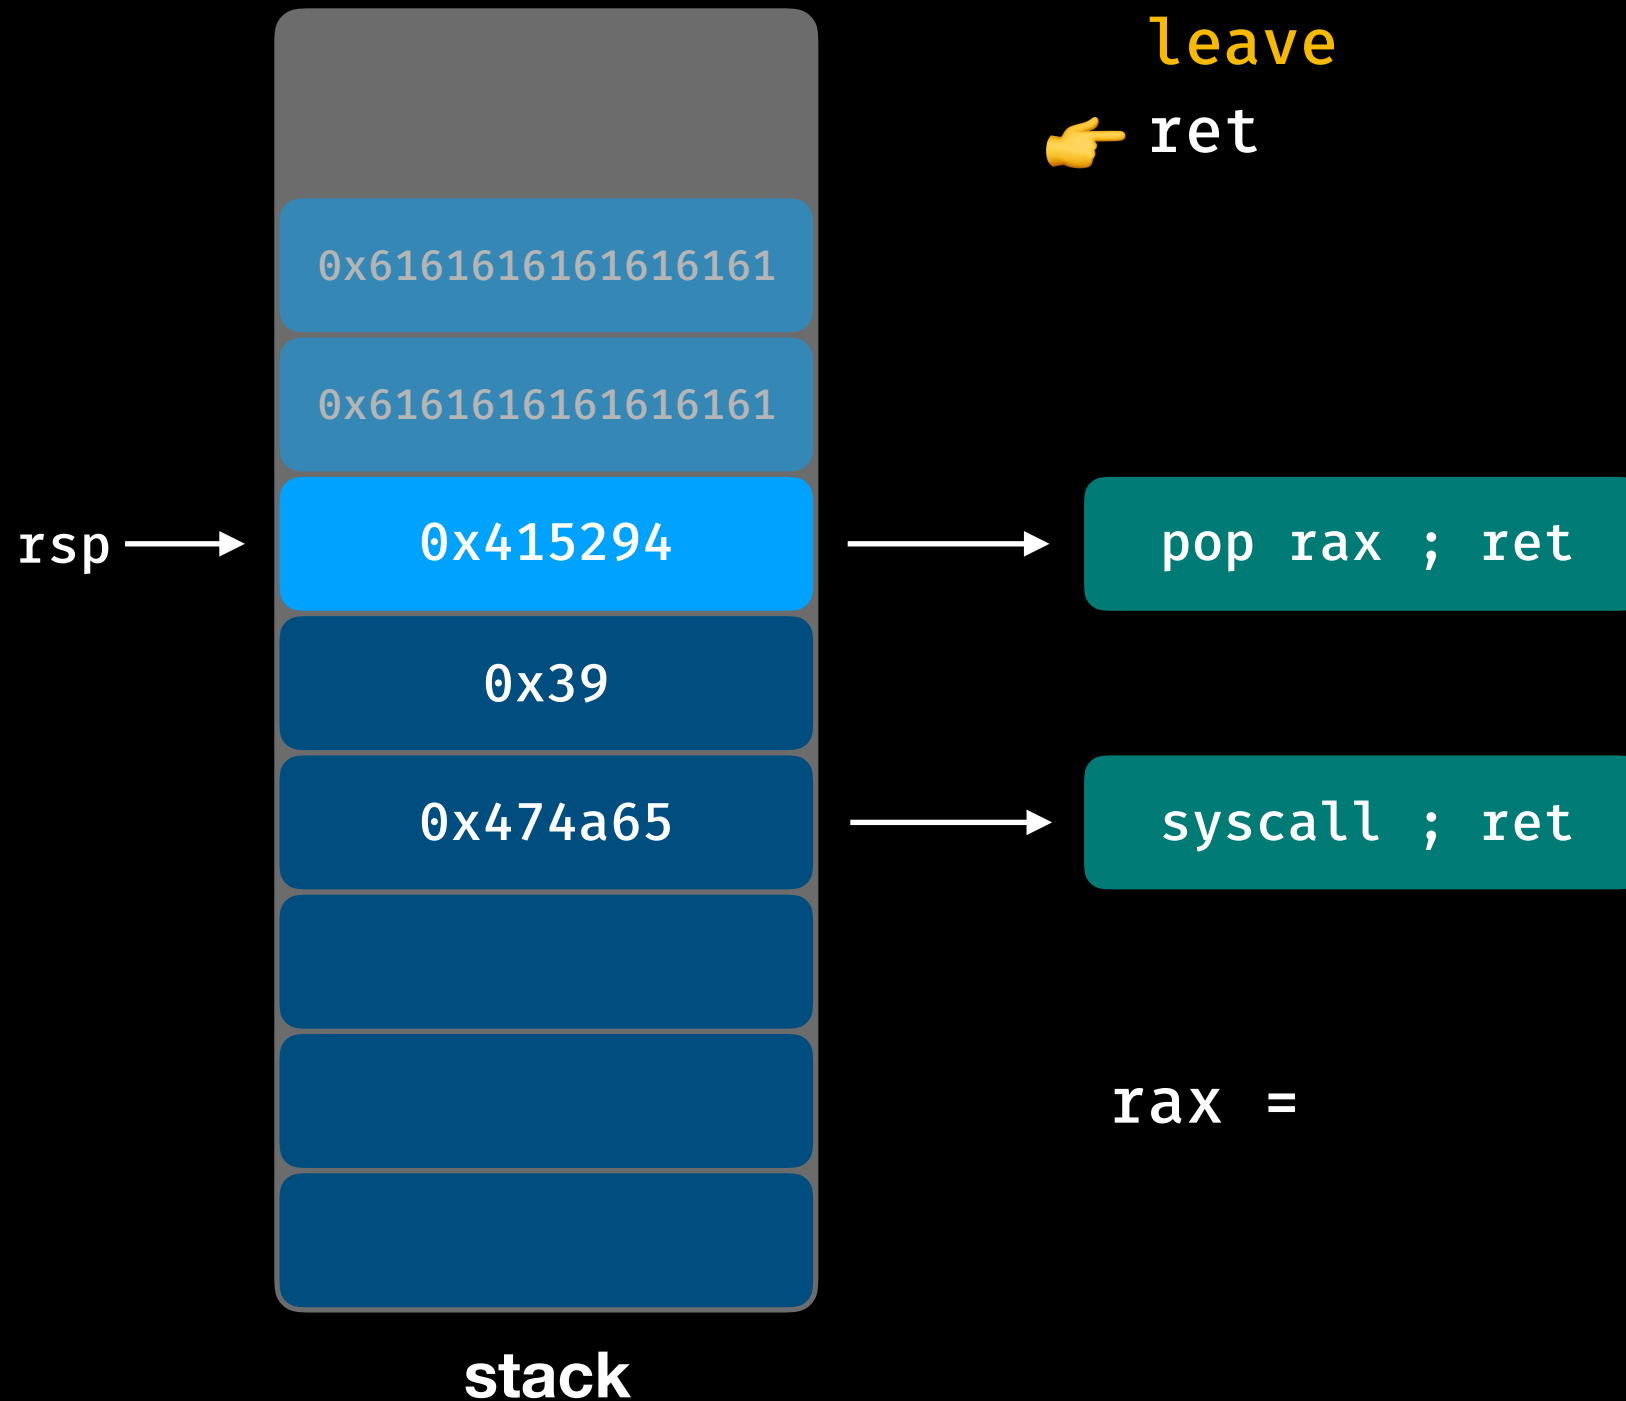 leave
ret
0x6161616161616161
0x6161616161616161
rsp
0x415294
pop rax ; ret
0x39
0x474a65
syscall ; ret
rax =
stack